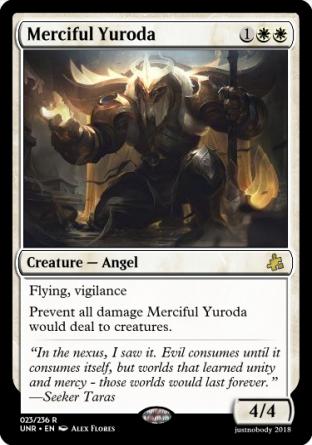 Merciful Yuroda 1
Creature — Angel
Flying, vigilance
Prevent all damage Merciful Yuroda
would deal to creatures.
“In the nexus, I saw it. Evil consumes until it
consumes itself, but worlds that learned unity
and mercy - those worlds would last forever.”
—Seeker Taras
4/4
023/236 R
UNR • EN ALEX FLORES
justnobody 2018